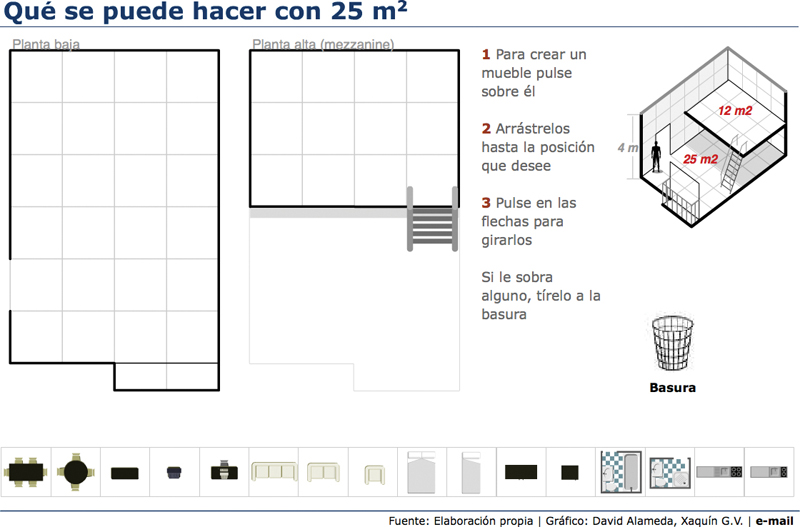 Qué se puede hacer con 25 m²
Planta baja
Planta alta (mezzanine)
1 Para crear un
mueble pulse
sobre él
2 Arrástrelos
hasta la posición
que desee
3 Pulse en las
flechas para
girarlos
Si le sobra
alguno, tírelo a la
basura
12 m2
4 m
25 m2
Basura
Fuente: Elaboración propia | Gráfico: David Alameda, Xaquín G.V. | e-mail